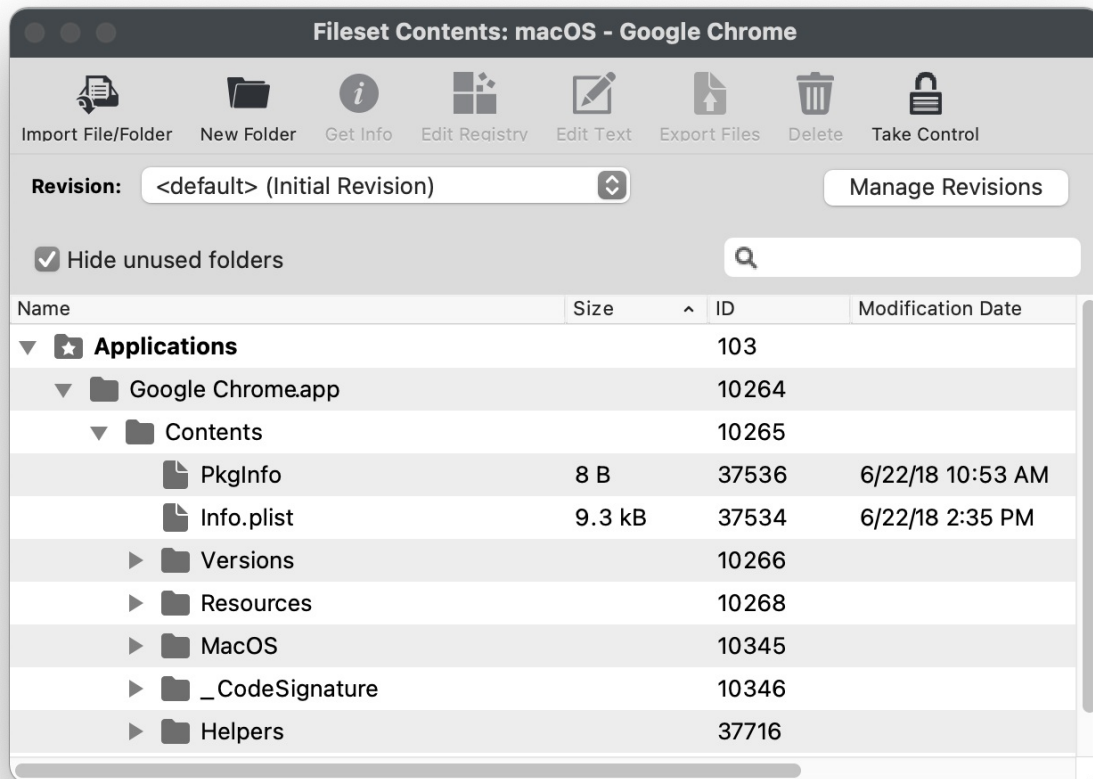 Fileset Contents: macOS - Google Chrome
Import File/Folder New Folder Get Info Edit Registry Edit Text Export Files Delete Take Control
Revision: <default> (Initial Revision) Manage Revisions
Hide unused folders
Name Size ID Modification Date
Applications 103
Google Chrome.app 10264
Contents 10265
PkgInfo 8 B 37536 6/22/18 10:53 AM
Info.plist 9.3 kB 37534 6/22/18 2:35 PM
Versions 10266
Resources 10268
MacOS 10345
_CodeSignature 10346
Helpers 37716